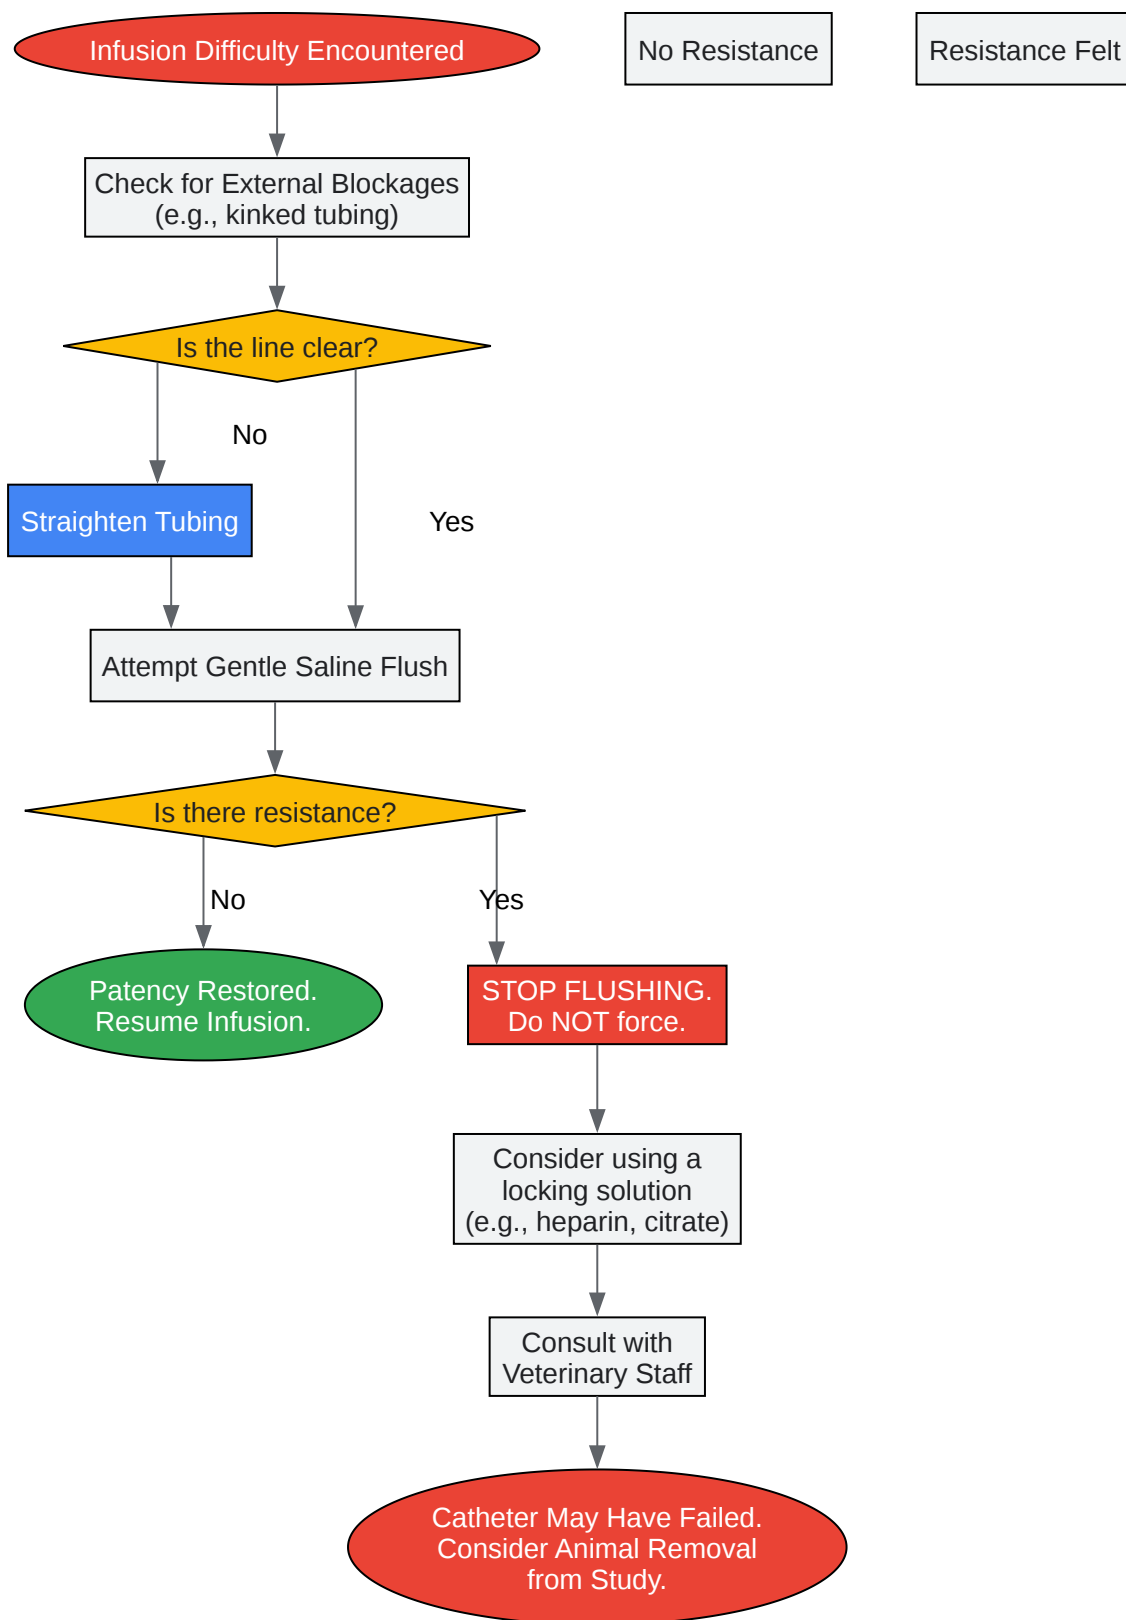 Infusion Difficulty Encountered
No Resistance
Resistance Felt
Check for External Blockages
(e.g., kinked tubing)
Is the line clear?
No
Straighten Tubing
Yes
Attempt Gentle Saline Flush
Is there resistance?
No
Yes
Patency Restored.
Resume Infusion.
STOP FLUSHING.
Do NOT force.
Consider using a
locking solution
(e.g., heparin, citrate)
Consult with
Veterinary Staff
Catheter May Have Failed.
Consider Animal Removal
from Study.